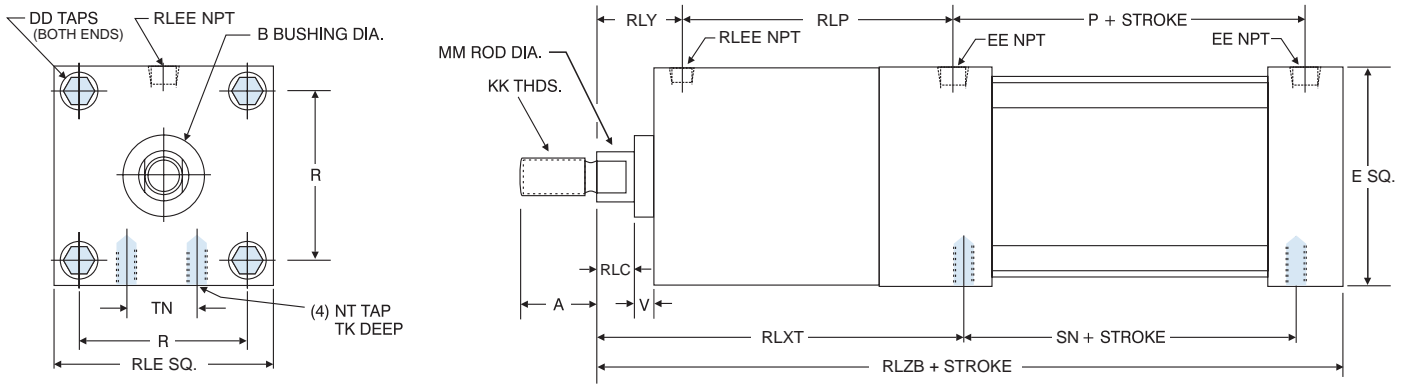 DD TAPS
(BOTH ENDS)
RLEE NPT
B BUSHING DIA.
R
TN
(4) NT TAP
TK DEEP
R
RLE SQ.
RLY
RLP
P + STROKE
RLEE NPT
EE NPT
EE NPT
MM ROD DIA.
KK THDS.
E SQ.
RLC
A
V
RLXT
SN + STROKE
RLZB + STROKE